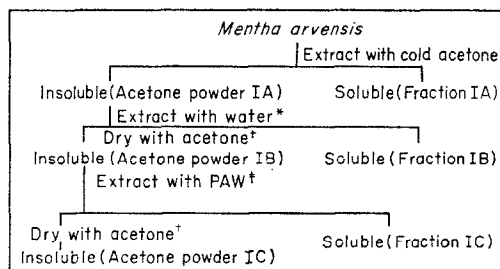 Mentha arvensis
Extract with cold acetone
Insoluble (Acetone powder IA) Soluble (Fraction IA)
Extract with water*
Dry with acetone†
Insoluble (Acetone powder IB) Soluble (Fraction IB)
Extract with PAW‡
Dry with acetone† Soluble (Fraction IC)
Insoluble (Acetone powder IC)